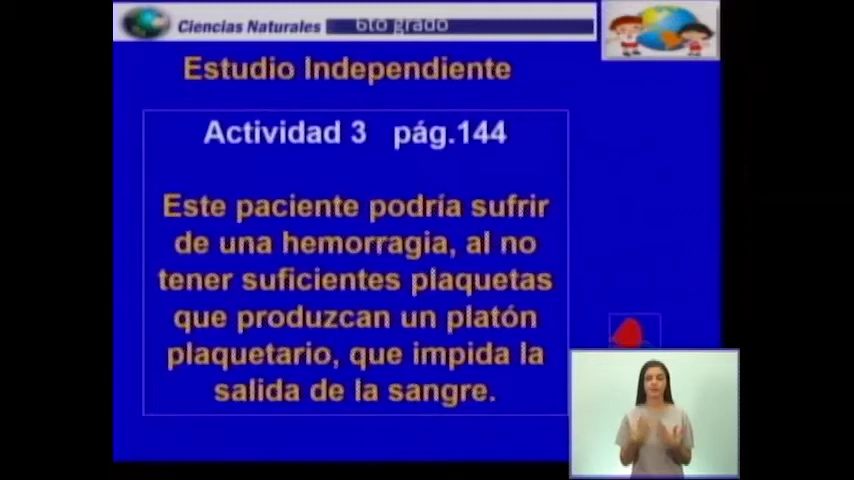 Ciencias Naturales 6to grado
Estudio Independiente
Actividad 3 pág.144
Este paciente podría sufrir
de una hemorragia, al no
tener suficientes plaquetas
que produzcan un platón
plaquetario, que impida la
salida de la sangre.